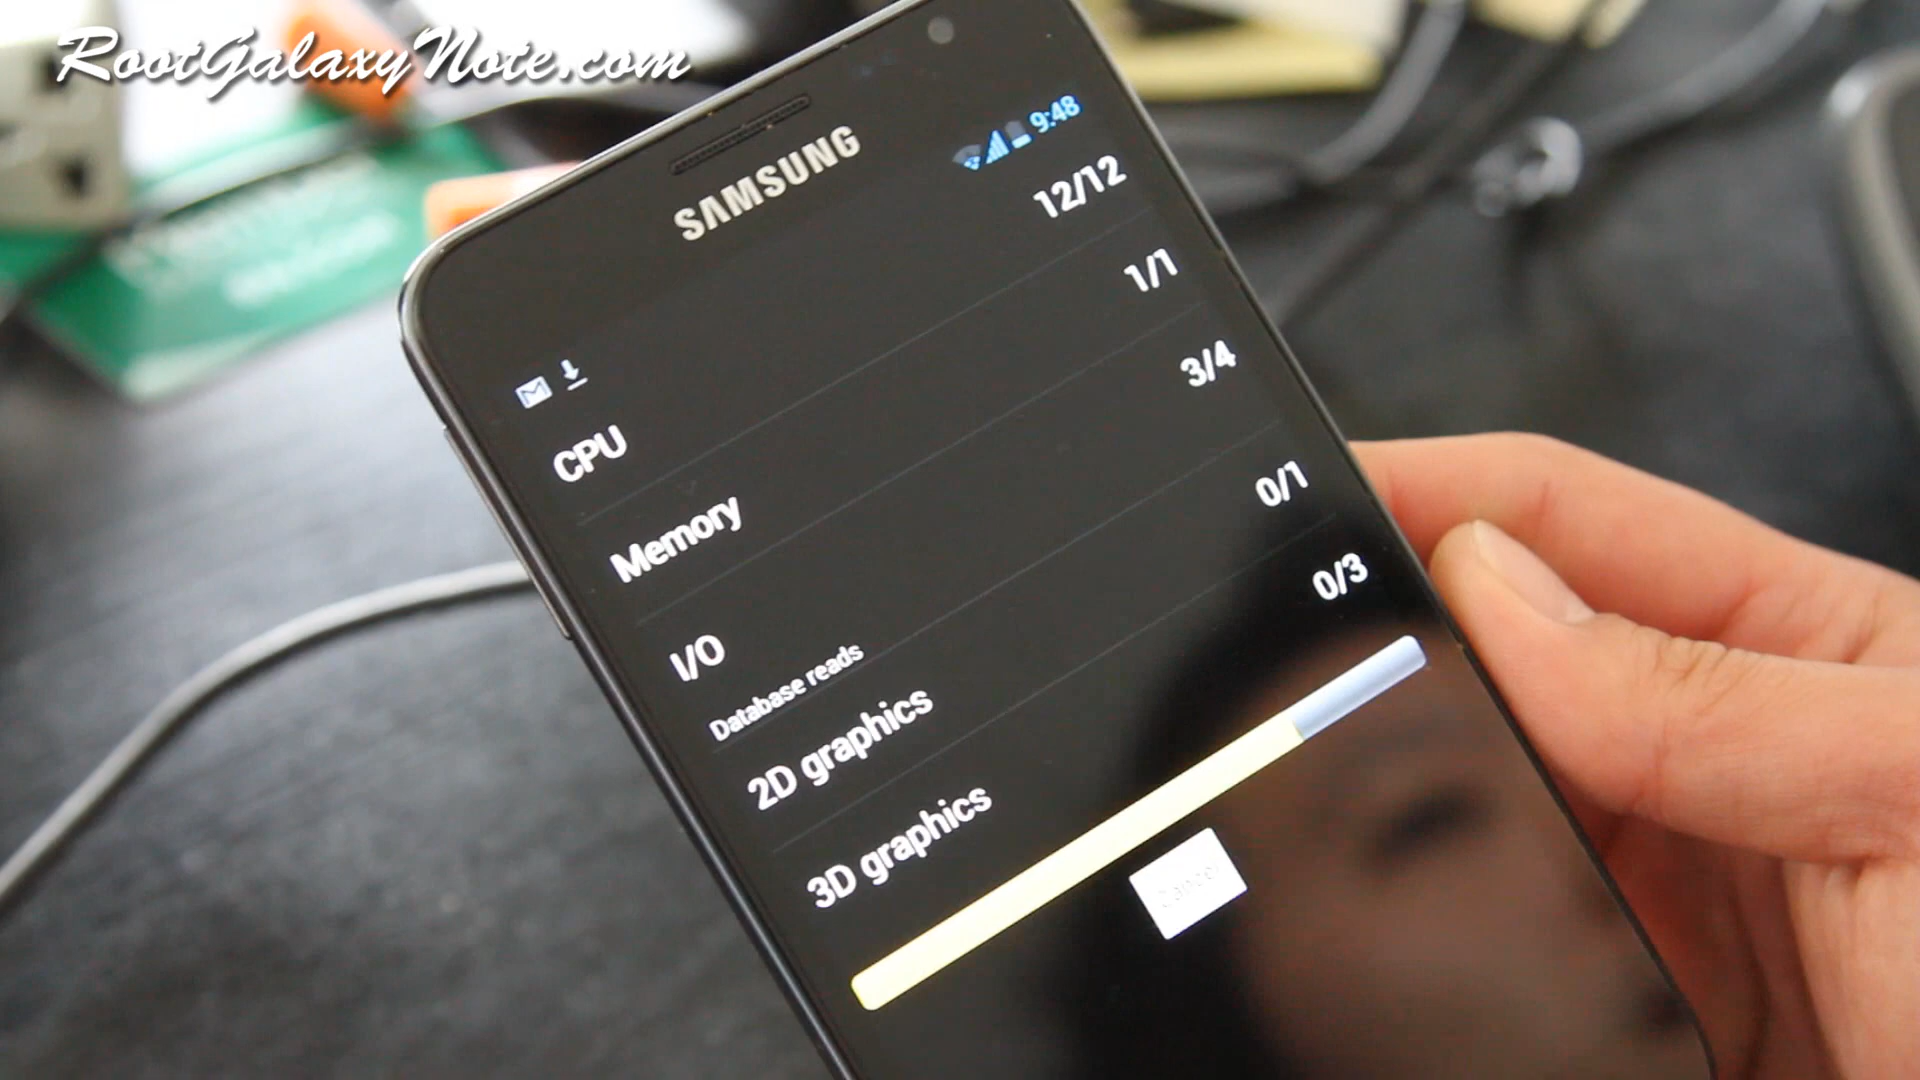 RootGalaxyNote.com
SAMSUNG
9:48
CPU 12/12
Memory 1/1
I/O 3/4
Database reads
2D graphics 0/1
3D graphics 0/3
Cancel